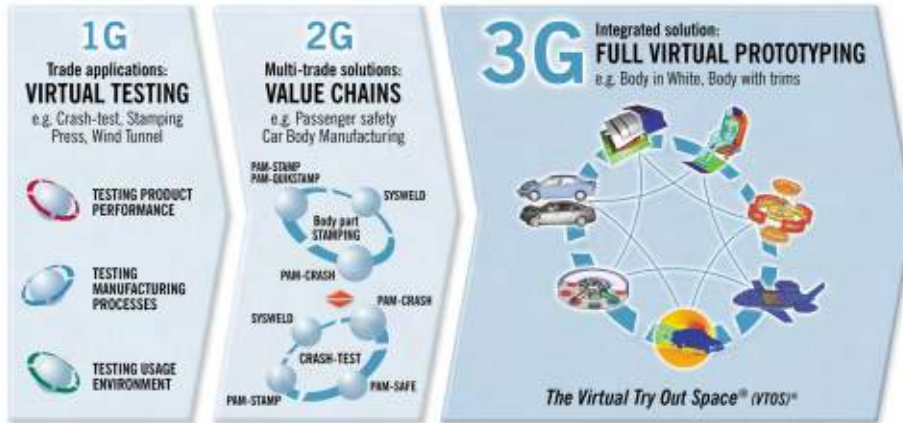 1G
Trade applications:
VIRTUAL TESTING
e.g. Crash-test, Stamping
Press, Wind Tunnel
TESTING PRODUCT
PERFORMANCE
TESTING
MANUFACTURING
PROCESSES
TESTING USAGE
ENVIRONMENT
2G
Multi-trade solutions:
VALUE CHAINS
e.g. Passenger safety
Car Body Manufacturing
PAM-STAMP
PAM-QUIKSTAMP
SYSWELD
Body part
STAMPING
PAM-CRASH
PAM-CRASH
SYSWELD
CRASH-TEST
PAM-SAFE
PAM-STAMP
3G
Integrated solution:
FULL VIRTUAL PROTOTYPING
e.g. Body in White, Body with trims
The Virtual Try Out Space® (VTOS)®